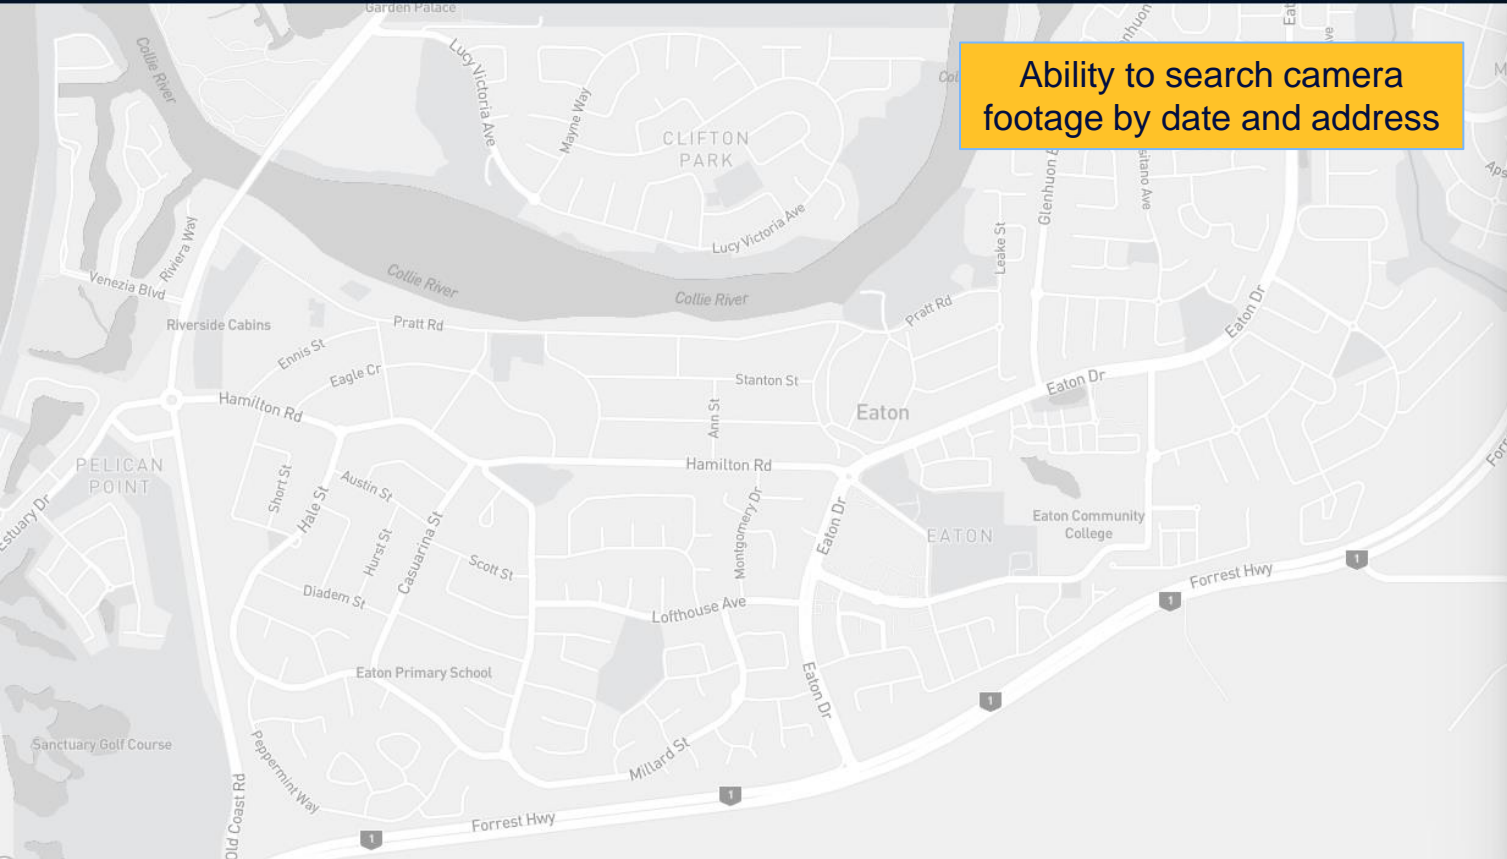 Garden Palace
Ability to search camera
footage by date and address
Collie River
Lucy Victoria Ave
Mayne Way
CLIFTON
PARK
Lucy Victoria Ave
Leake St
Riviera Way
Venezia Blvd
Collie River
Collie River
Riverside Cabins
Pratt Rd
Pratt Rd
Eaton Dr
Ennis St
Eagle Cr
Stanton St
Eaton Dr
Hamilton Rd
Ann St
Eaton
PELICAN
POINT
Hamilton Rd
Short St
Hale St
Austin St
Estuary Dr
Hurst St
Casuarina St
Scott St
Montgomery Dr
Eaton Dr
EATON
Eaton Community
College
1
Forrest Hwy
1
Diadem St
Lofthouse Ave
Eaton Primary School
Eaton Dr
1
Sanctuary Golf Course
Peppermint Way
Millard St
Old Coast Rd
1
Forrest Hwy
1